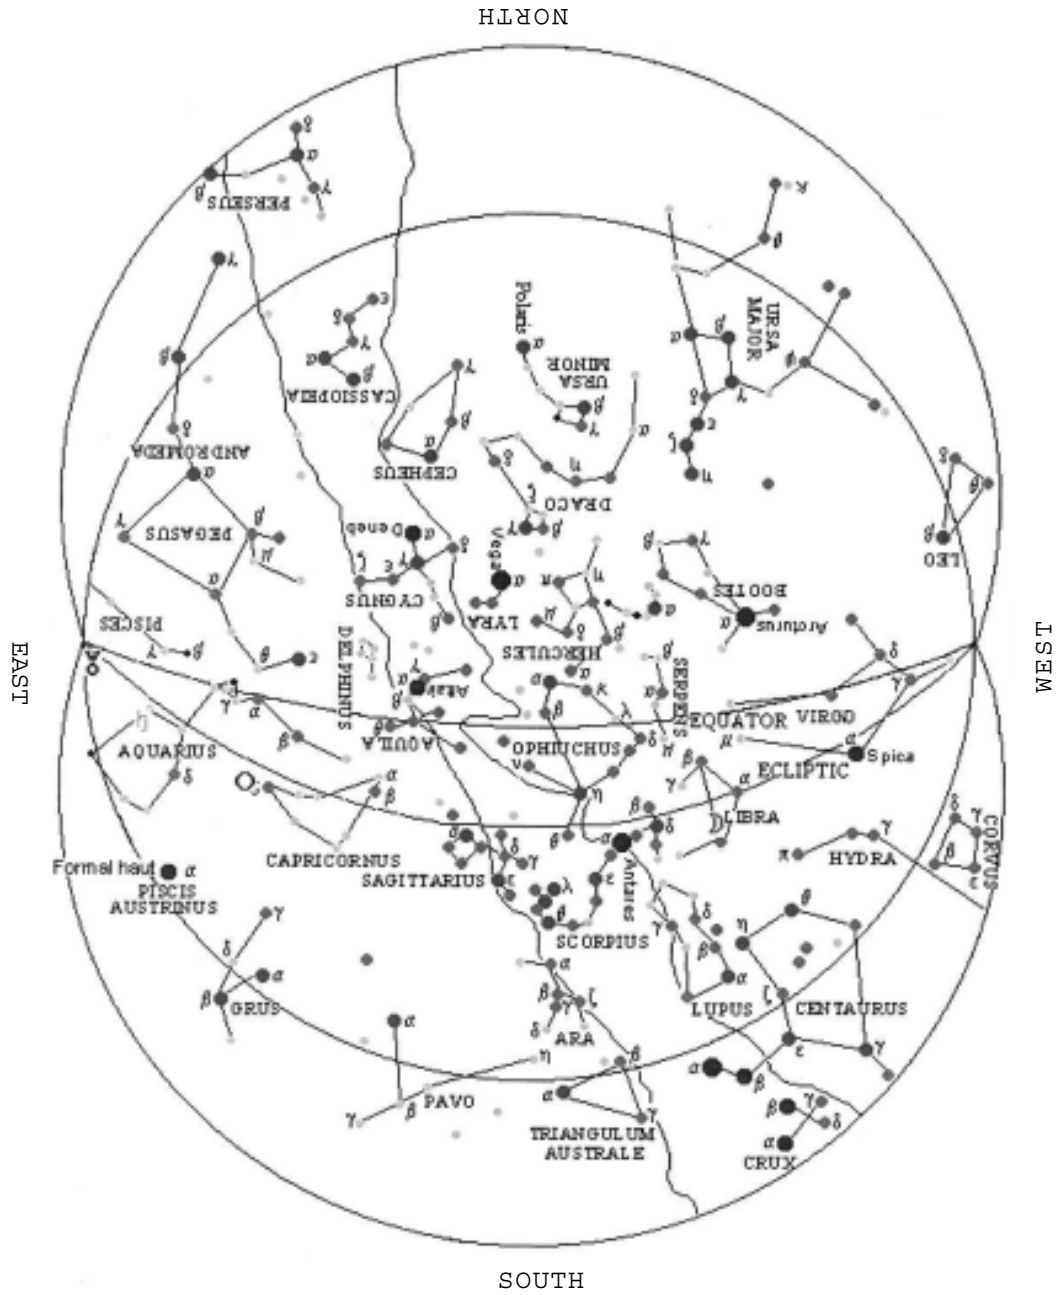 NORTH
δ
α
β
γ
PERSEUS
κ
θ
γ
ε
δ
γ
α
β
CASSIOPEIA
Polaris
α
URSA
MINOR
β
γ
URSA
MAJOR
α
β
γ
δ
ε
ζ
η
φ
β
δ
ANDROMEDA
α
γ
β
α
CEPHEUS
α
η
δ
ζ
DRACO
γ
β
δ
θ
β
LEO
γ
PEGASUS
β
μ
α
θ
ε
Deneb
α
γ
δ
ε
ζ
CYGNUS
β
Vega
α
LYRA
π
η
μ
δ
β
HERCULES
α
α
β
γ
BOOTES
α
Arcturus
PISCES
γ
β
EAST
WEST
DELPHINUS
γ
Altair
β
θ
AQUILA
α
κ
β
λ
OPHIUCHUS
δ
ν
η
θ
β
α
SERPENS
μ
EQUATOR
VIRGO
δ
γ
μ
α
Spica
ECLIPTIC
γ
α
β
AQUARIUS
δ
α
β
CAPRICORNUS
β
γ
α
LIBRA
σ
δ
γ
SAGITTARIUS
ε
β
δ
α
Antares
ε
λ
θ
SCORPIUS
π
γ
HYDRA
δ
γ
β
ε
CORVUS
Formalhaut
α
PISCIS
AUSTRINUS
γ
δ
α
β
GRUS
δ
γ
β
α
LUPUS
θ
η
ζ
CENTAURUS
ε
γ
α
β
α
β
ζ
γ
δ
ARA
α
η
β
γ
PAVO
β
α
γ
TRIANGULUM
AUSTRALE
β
γ
δ
α
CRUX
SOUTH